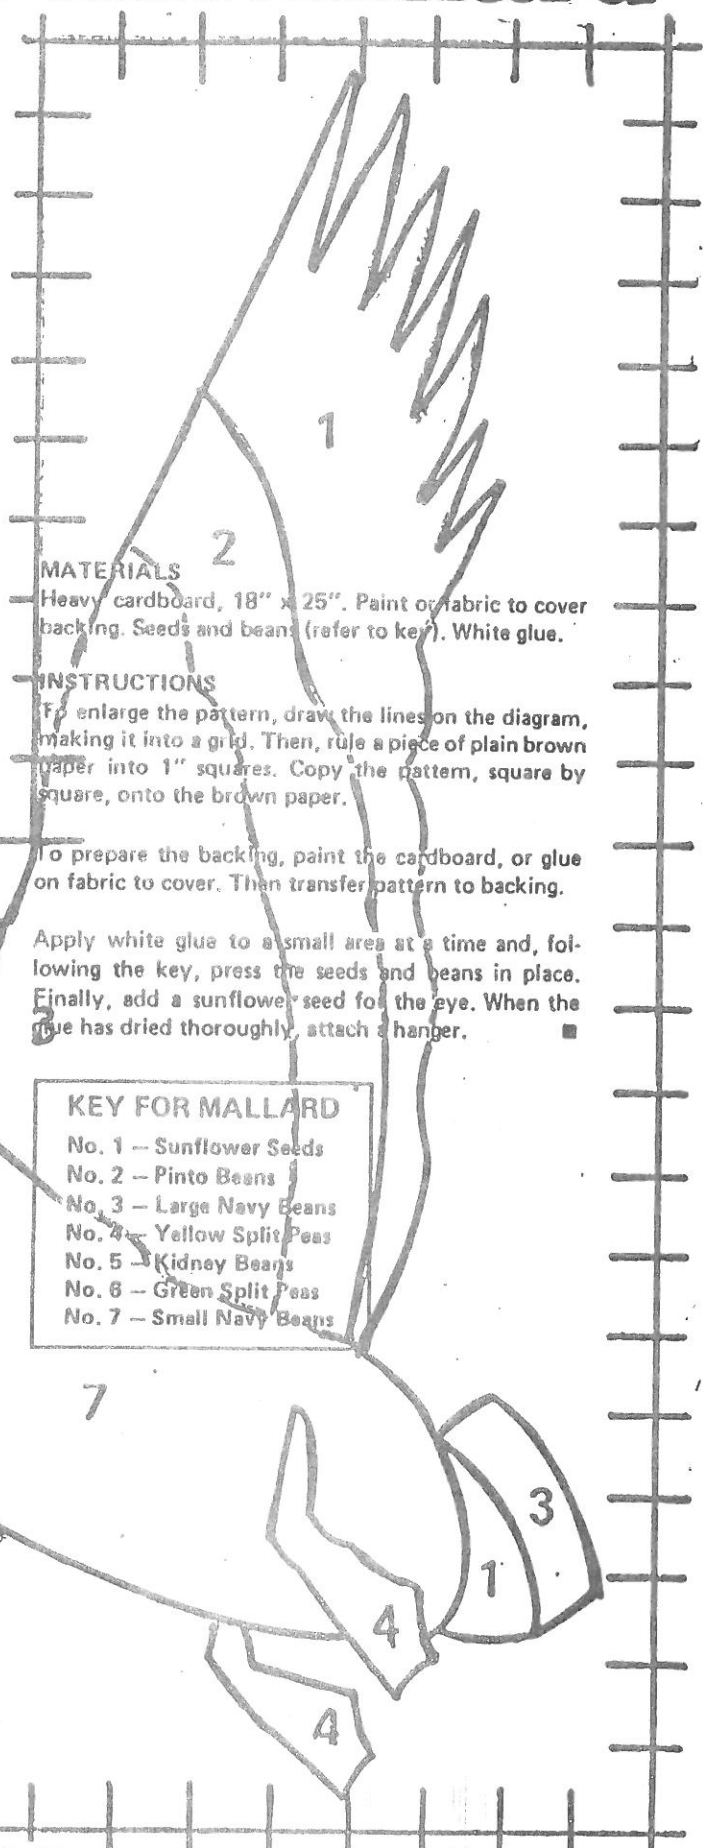 1
2
MATERIALS
Heavy cardboard, 18" x 25". Paint or fabric to cover
backing. Seeds and beans (refer to key). White glue.
INSTRUCTIONS
To enlarge the pattern, draw the lines on the diagram,
making it into a grid. Then, rule a piece of plain brown
paper into 1" squares. Copy the pattern, square by
square, onto the brown paper.
To prepare the backing, paint the cardboard, or glue
on fabric to cover. Then transfer pattern to backing.
Apply white glue to a small area at a time and, fol-
lowing the key, press the seeds and beans in place.
Finally, add a sunflower seed for the eye. When the
glue has dried thoroughly, attach a hanger. ■
3
KEY FOR MALLARD
No. 1 – Sunflower Seeds
No. 2 – Pinto Beans
No. 3 – Large Navy Beans
No. 4 – Yellow Split Peas
No. 5 – Kidney Beans
No. 6 – Green Split Peas
No. 7 – Small Navy Beans
7
3
1
4
4